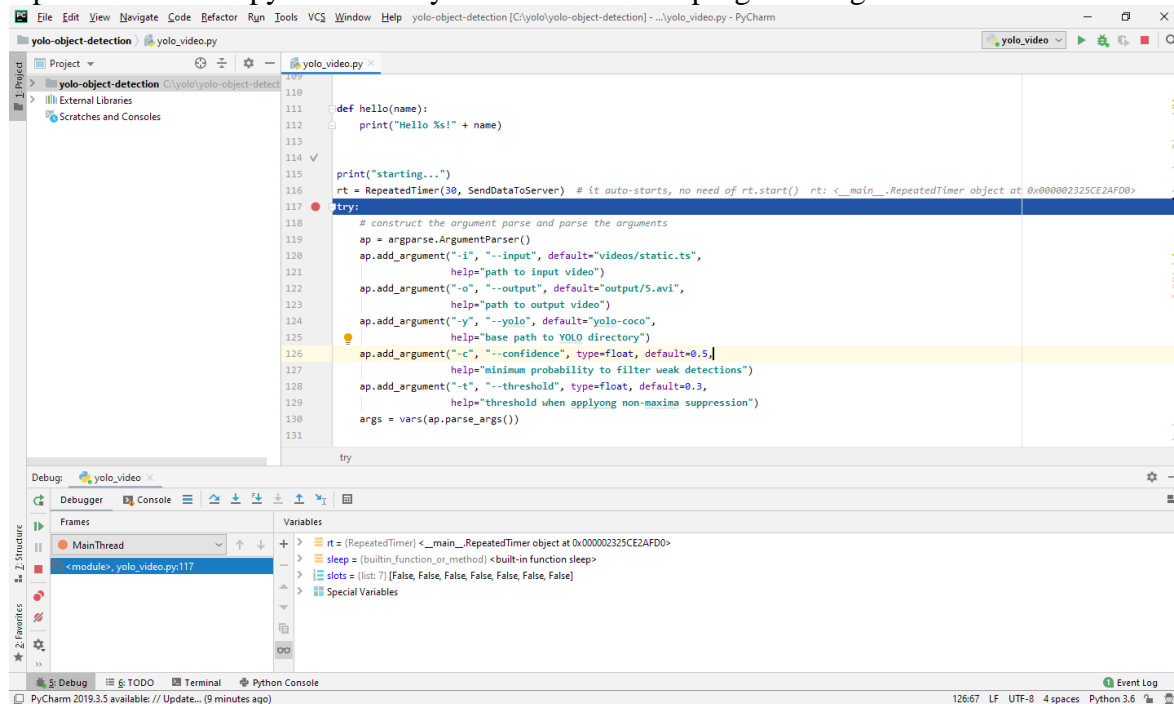 File Edit View Navigate Code Refactor Run Tools VCS Window Help yolo-object-detection [C:\yolo\yolo-object-detection] - ...\yolo_video.py - PyCharm
yolo-object-detection yolo_video.py yolo_video
1: Project
Project
yolo_video.py
yolo-object-detection C:\yolo\yolo-object-detect
External Libraries
Scratches and Consoles
109
110
111 def hello(name):
112 print("Hello %s!" + name)
113
114
115 print("starting...")
116 rt = RepeatedTimer(30, SendDataToServer) # it auto-starts, no need of rt.start() rt: <__main__.RepeatedTimer object at 0x000002325CE2AFD0>
117 try:
118 # construct the argument parse and parse the arguments
119 ap = argparse.ArgumentParser()
120 ap.add_argument("-i", "--input", default="videos/static.ts",
121 help="path to input video")
122 ap.add_argument("-o", "--output", default="output/5.avi",
123 help="path to output video")
124 ap.add_argument("-y", "--yolo", default="yolo-coco",
125 help="base path to YOLO directory")
126 ap.add_argument("-c", "--confidence", type=float, default=0.5,
127 help="minimum probability to filter weak detections")
128 ap.add_argument("-t", "--threshold", type=float, default=0.3,
129 help="threshold when applyong non-maxima suppression")
130 args = vars(ap.parse_args())
131
try
Debug: yolo_video
Debugger Console
Frames
Variables
MainThread
<module>, yolo_video.py:117
rt = {RepeatedTimer} <__main__.RepeatedTimer object at 0x000002325CE2AFD0>
sleep = {builtin_function_or_method} <built-in function sleep>
slots = {list: 7} [False, False, False, False, False, False, False]
Special Variables
7: Structure
2: Favorites
5: Debug 6: TODO Terminal Python Console Event Log
PyCharm 2019.3.5 available: // Update... (9 minutes ago) 126:67 LF UTF-8 4 spaces Python 3.6